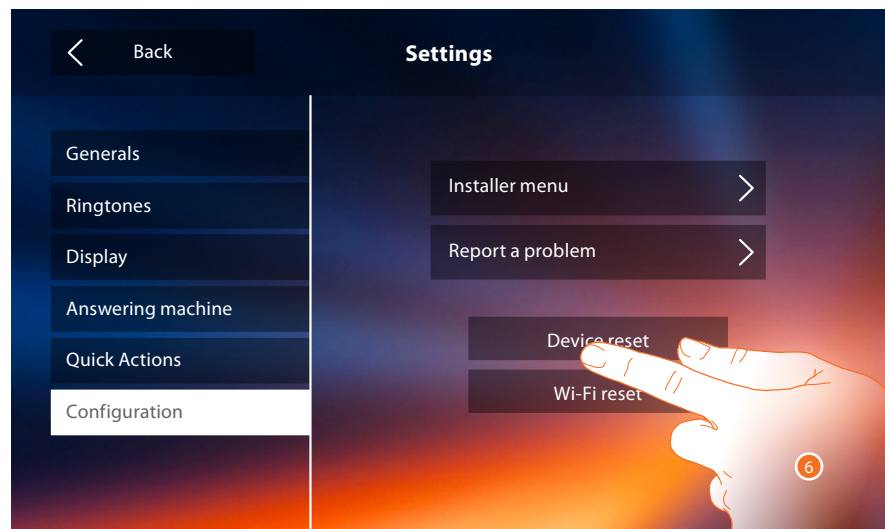 Back
Settings
Generals
Ringtones
Display
Answering machine
Quick Actions
Configuration
Installer menu
Report a problem
Device reset
Wi-Fi reset
6